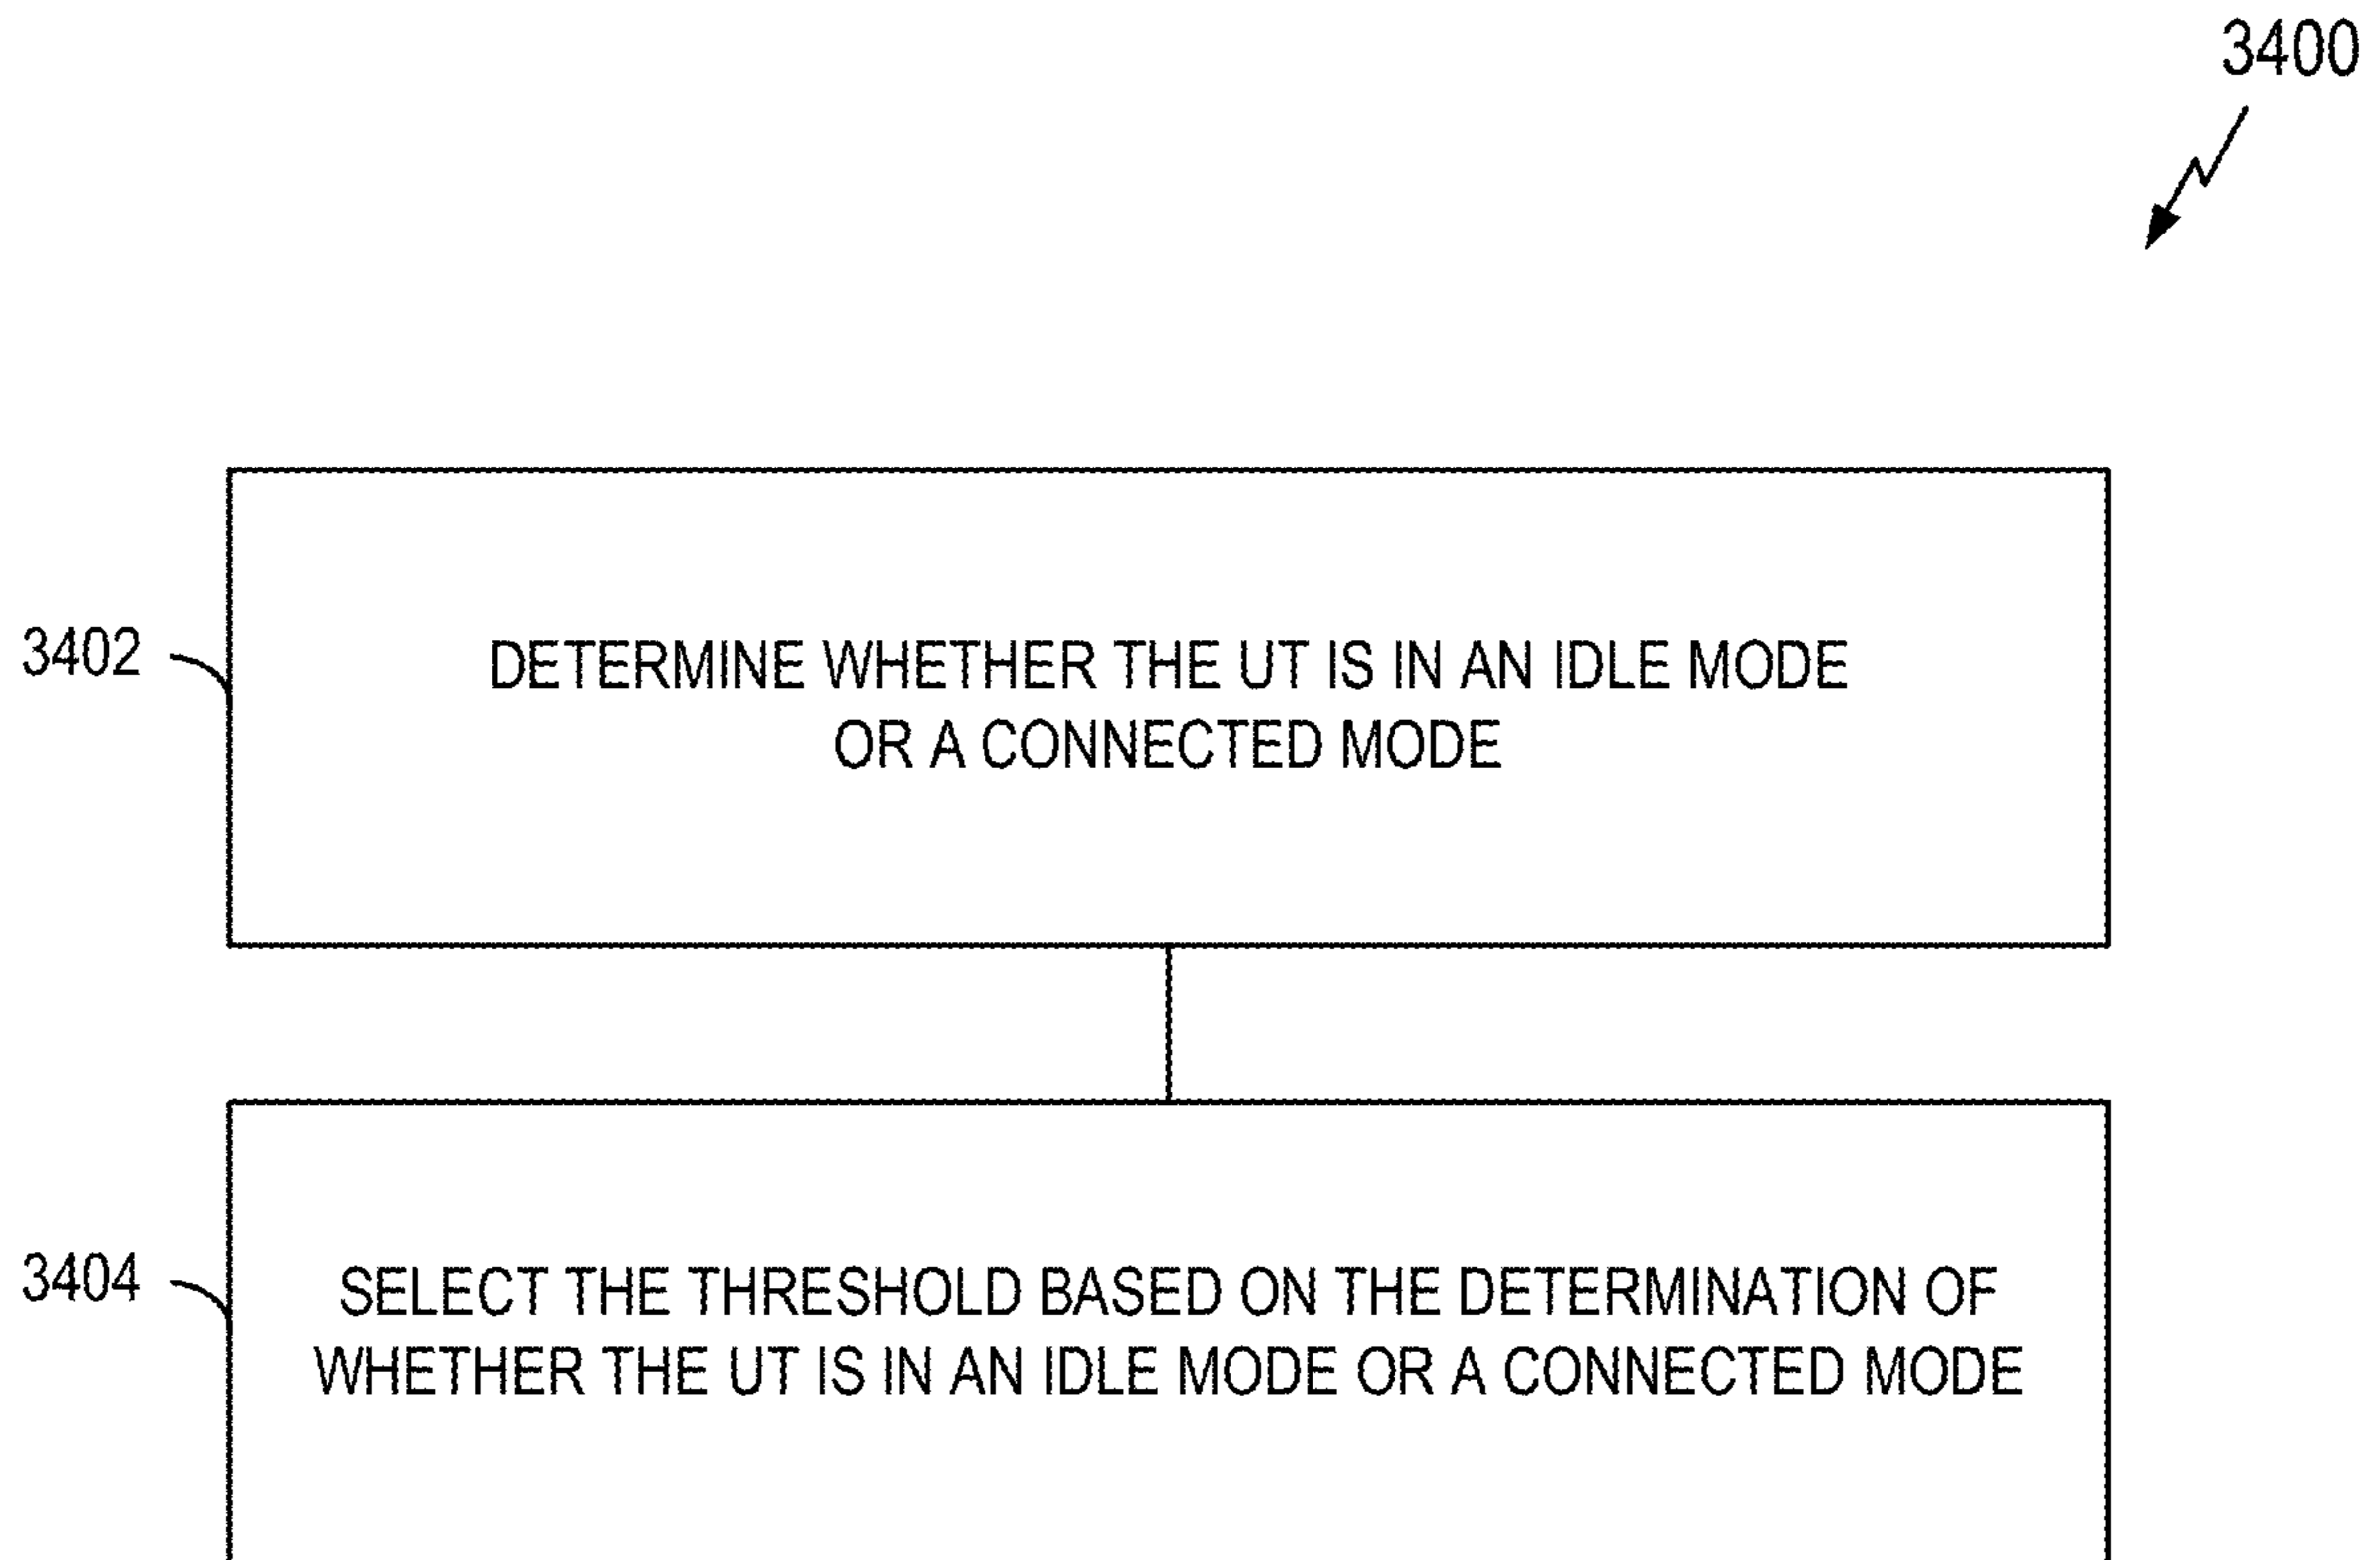 3400
3402
DETERMINE WHETHER THE UT IS IN AN IDLE MODE
OR A CONNECTED MODE
3404
SELECT THE THRESHOLD BASED ON THE DETERMINATION OF
WHETHER THE UT IS IN AN IDLE MODE OR A CONNECTED MODE